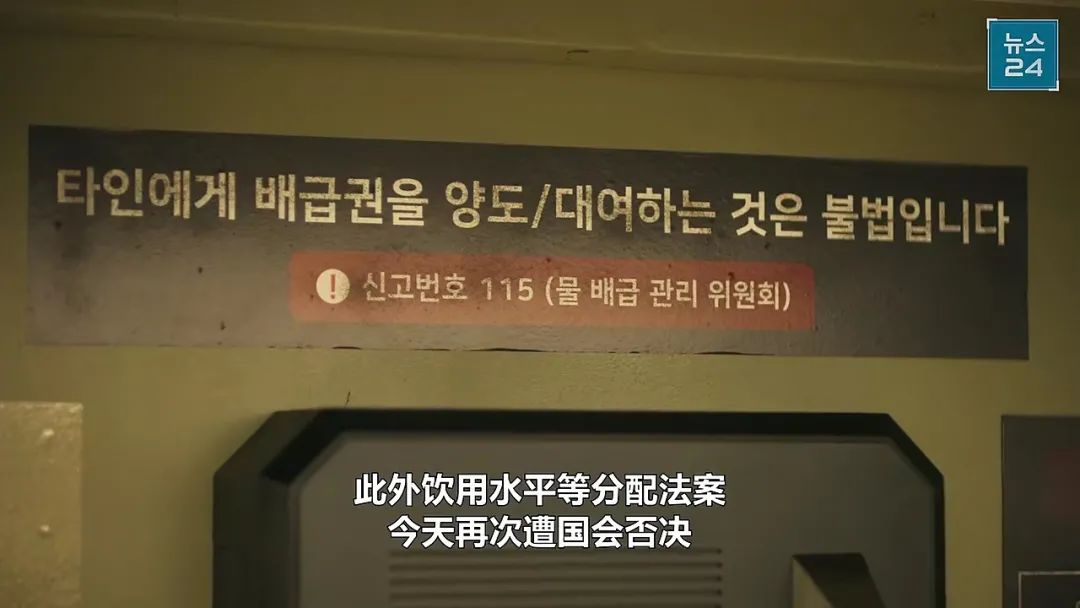 뉴스
24
타인에게 배급권을 양도/대여하는 것은 불법입니다
신고번호 115 (물 배급 관리 위원회)
此外饮用水平等分配法案
今天再次遭国会否决